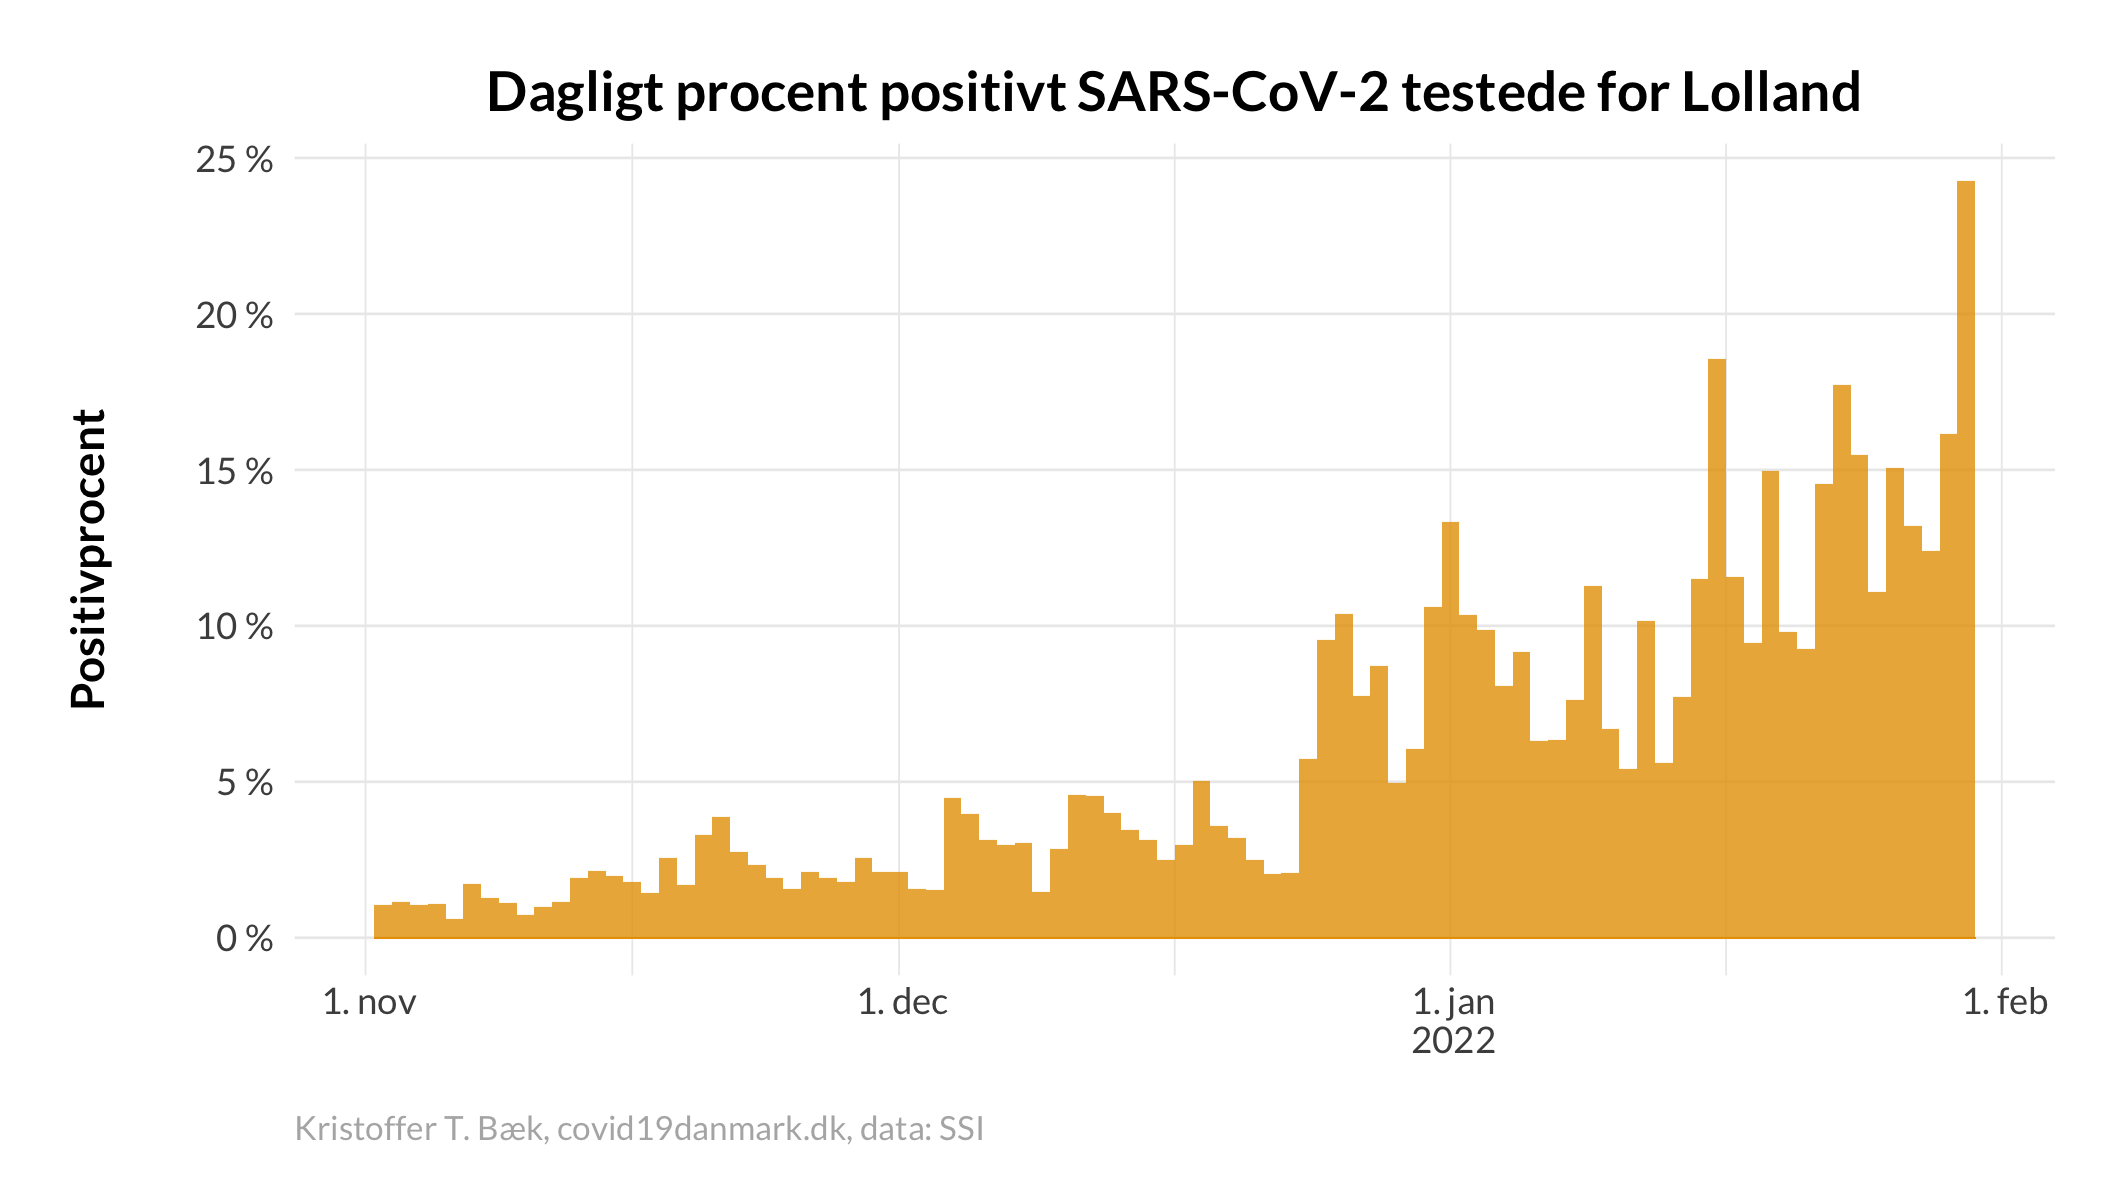 Dagligt procent positivt SARS-CoV-2 testede for Lolland
Positivprocent
25 %
20 %
15 %
10 %
5 %
0 %
1. nov
1. dec
1. jan
2022
1. feb
Kristoffer T. Bæk, covid19danmark.dk, data: SSI